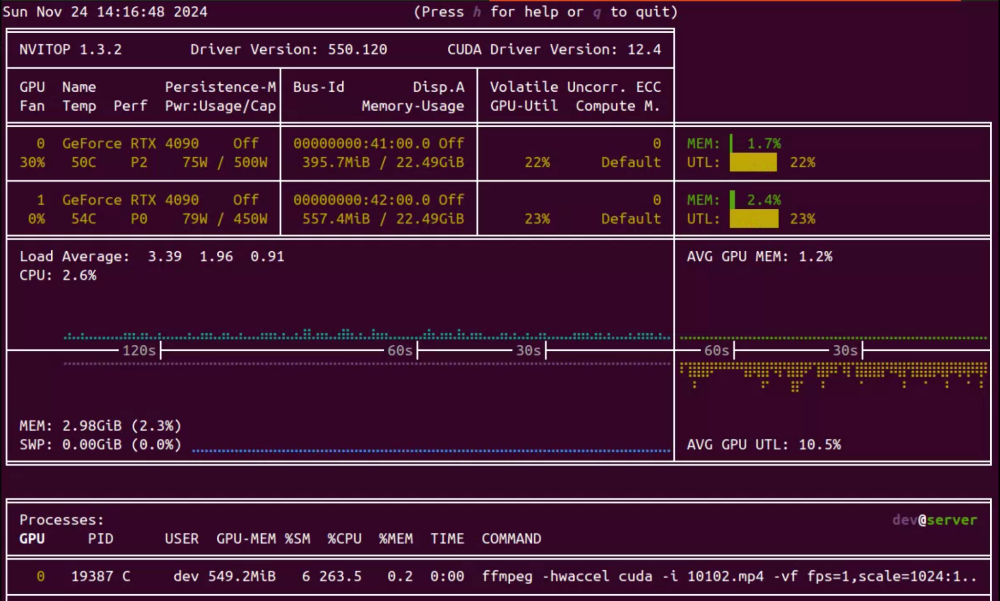 Sun Nov 24 14:16:48 2024 (Press h for help or q to quit)
NVITOP 1.3.2 Driver Version: 550.120 CUDA Driver Version: 12.4
GPU Name Persistence-M Bus-Id Disp.A Volatile Uncorr. ECC
Fan Temp Perf Pwr:Usage/Cap Memory-Usage GPU-Util Compute M.
0 GeForce RTX 4090 Off 00000000:41:00.0 Off 0 MEM: 1.7%
30% 50C P2 75W / 500W 395.7MiB / 22.49GiB 22% Default UTL: 22%
1 GeForce RTX 4090 Off 00000000:42:00.0 Off 0 MEM: 2.4%
0% 54C P0 79W / 450W 557.4MiB / 22.49GiB 23% Default UTL: 23%
Load Average: 3.39 1.96 0.91 AVG GPU MEM: 1.2%
CPU: 2.6%
120s 60s 30s 60s 30s
MEM: 2.98GiB (2.3%)
SWP: 0.00GiB (0.0%) AVG GPU UTL: 10.5%
Processes: dev@server
GPU PID USER GPU-MEM %SM %CPU %MEM TIME COMMAND
0 19387 C dev 549.2MiB 6 263.5 0.2 0:00 ffmpeg -hwaccel cuda -i 10102.mp4 -vf fps=1,scale=1024:1..